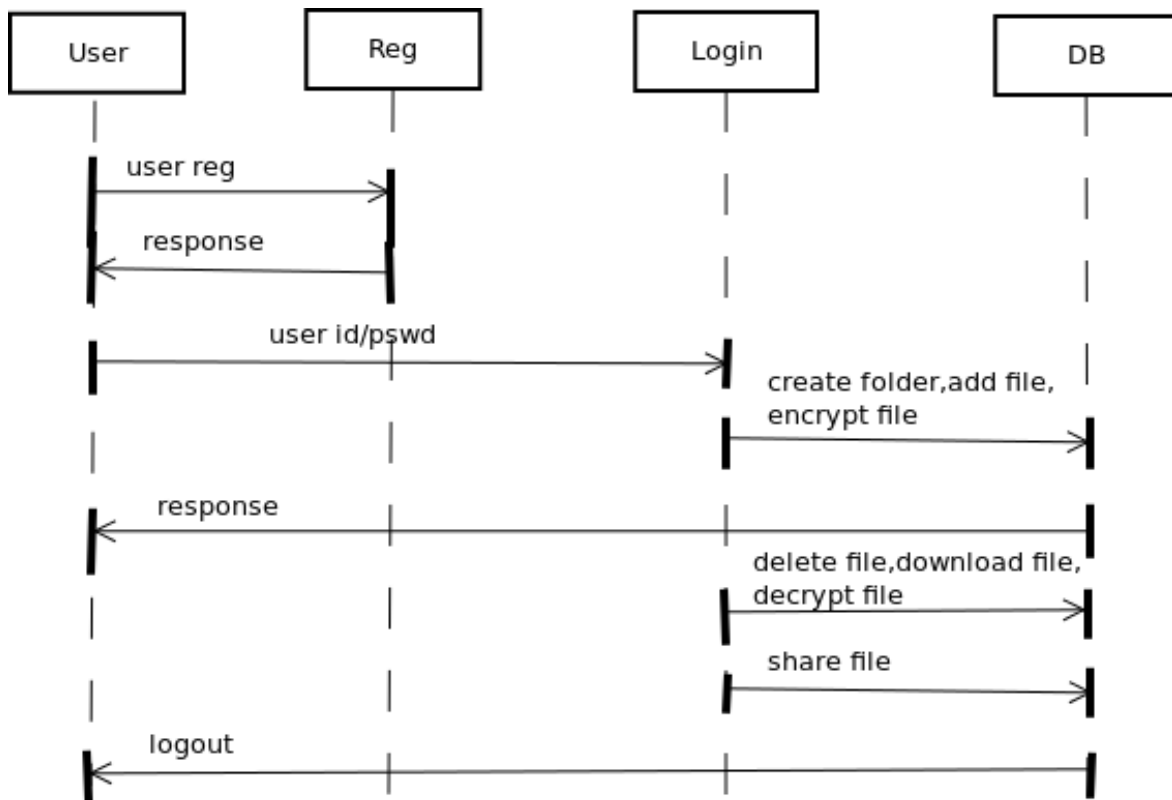 User
Reg
Login
DB
user reg
response
user id/pswd
create folder,add file,
encrypt file
response
delete file,download file,
decrypt file
share file
logout